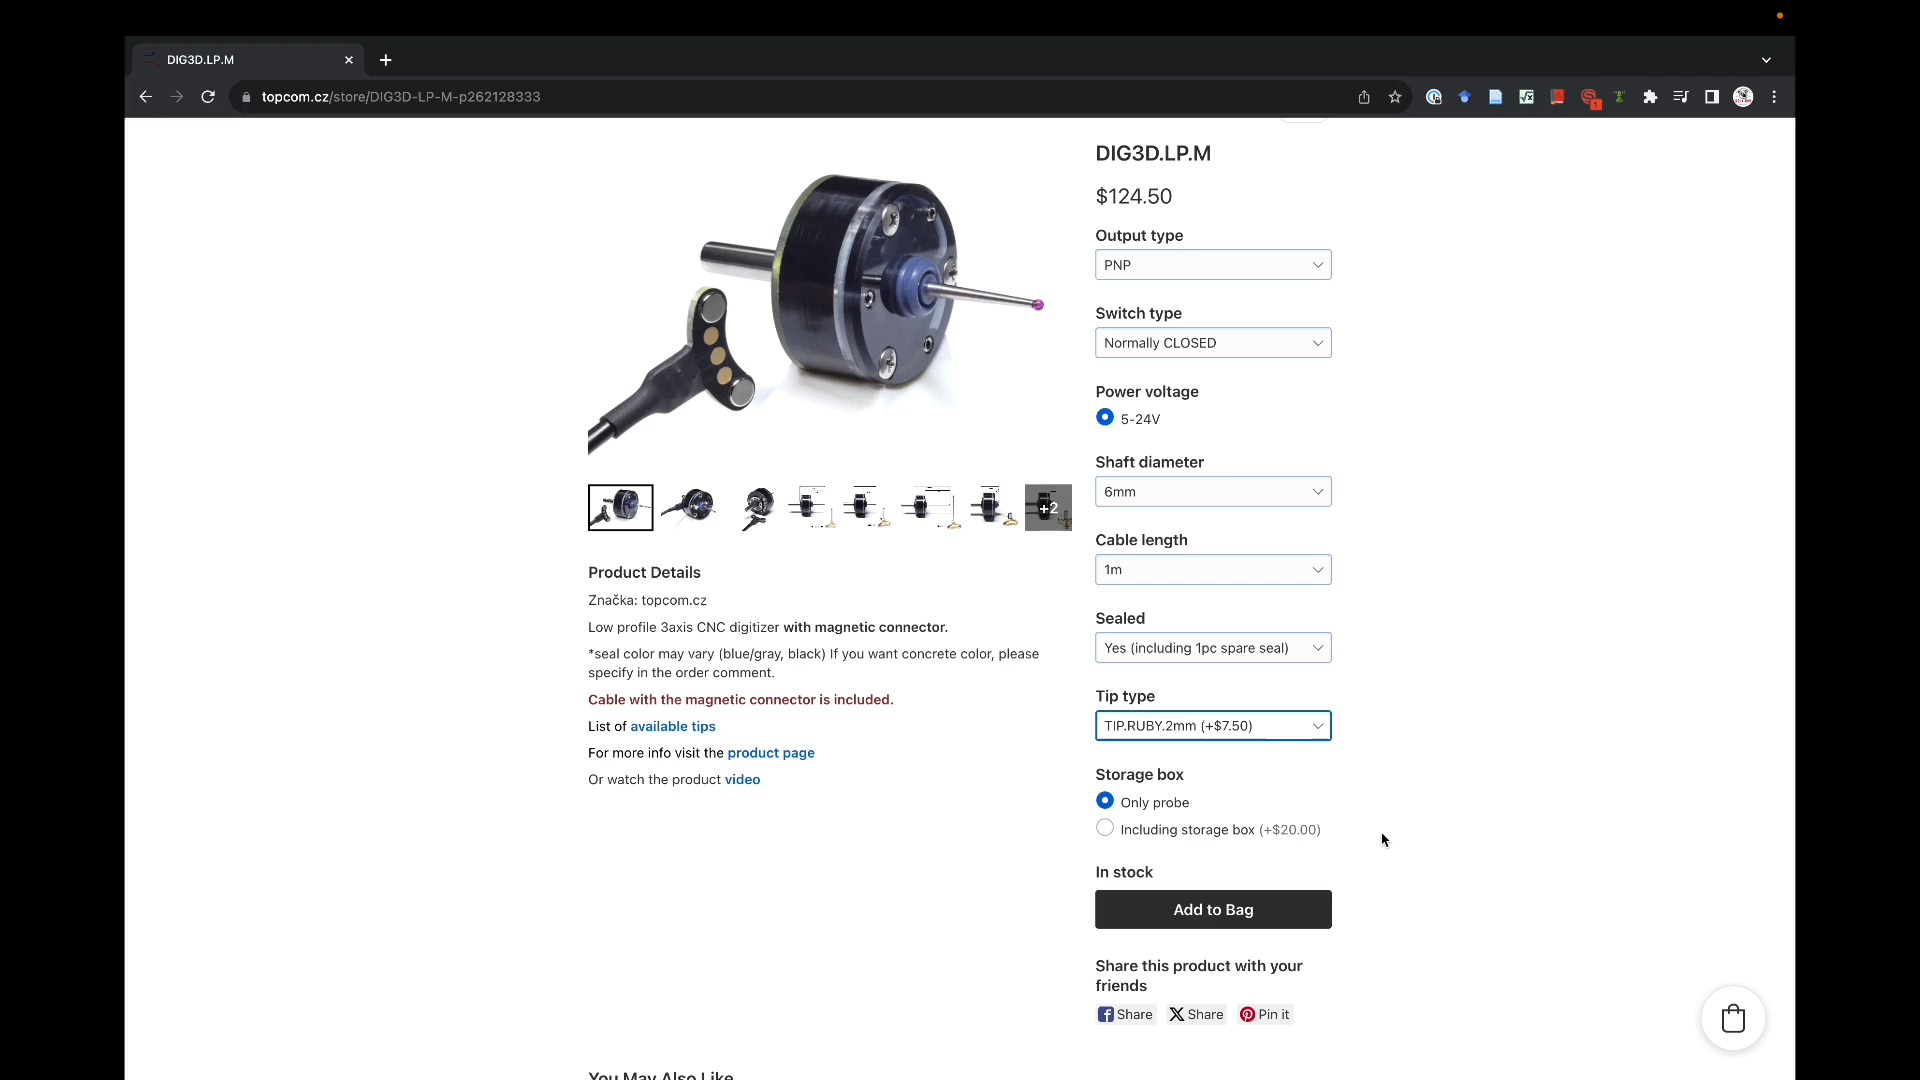 DIG3D.LP.M
topcom.cz/store/DIG3D-LP-M-p262128333
1
DIG3D.LP.M
$124.50
Output type
PNP
Switch type
Normally CLOSED
Power voltage
5-24V
Shaft diameter
6mm
Cable length
1m
Sealed
Yes (including 1pc spare seal)
Tip type
TIP.RUBY.2mm (+$7.50)
Storage box
Only probe
Including storage box (+$20.00)
In stock
Add to Bag
Share this product with your
friends
Share Share Pin it
+2
Product Details
Značka: topcom.cz
Low profile 3axis CNC digitizer with magnetic connector.
*seal color may vary (blue/gray, black) If you want concrete color, please
specify in the order comment.
Cable with the magnetic connector is included.
List of available tips
For more info visit the product page
Or watch the product video
You May Also Like